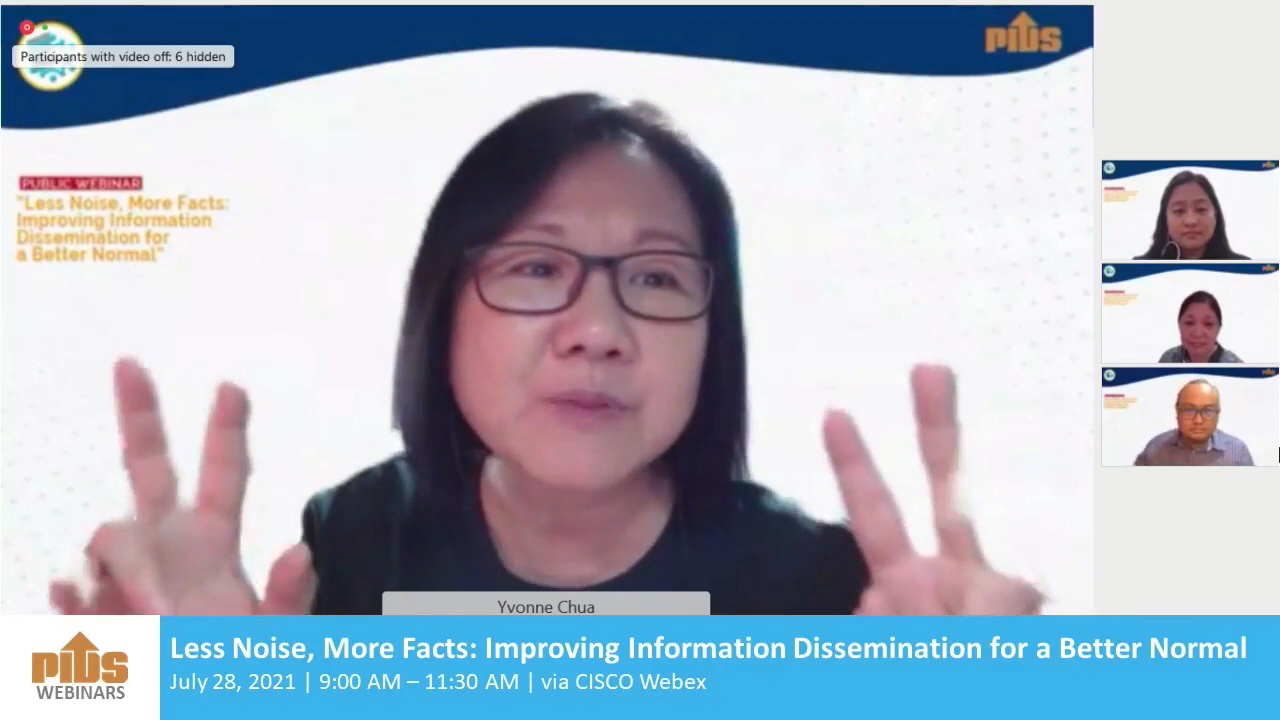 Participants with video off: 6 hidden
PIDS
PUBLIC WEBINAR
"Less Noise, More Facts:
Improving Information
Dissemination for
a Better Normal"
Yvonne Chua
PIDS
WEBINARS
Less Noise, More Facts: Improving Information Dissemination for a Better Normal
July 28, 2021 | 9:00 AM – 11:30 AM | via CISCO Webex